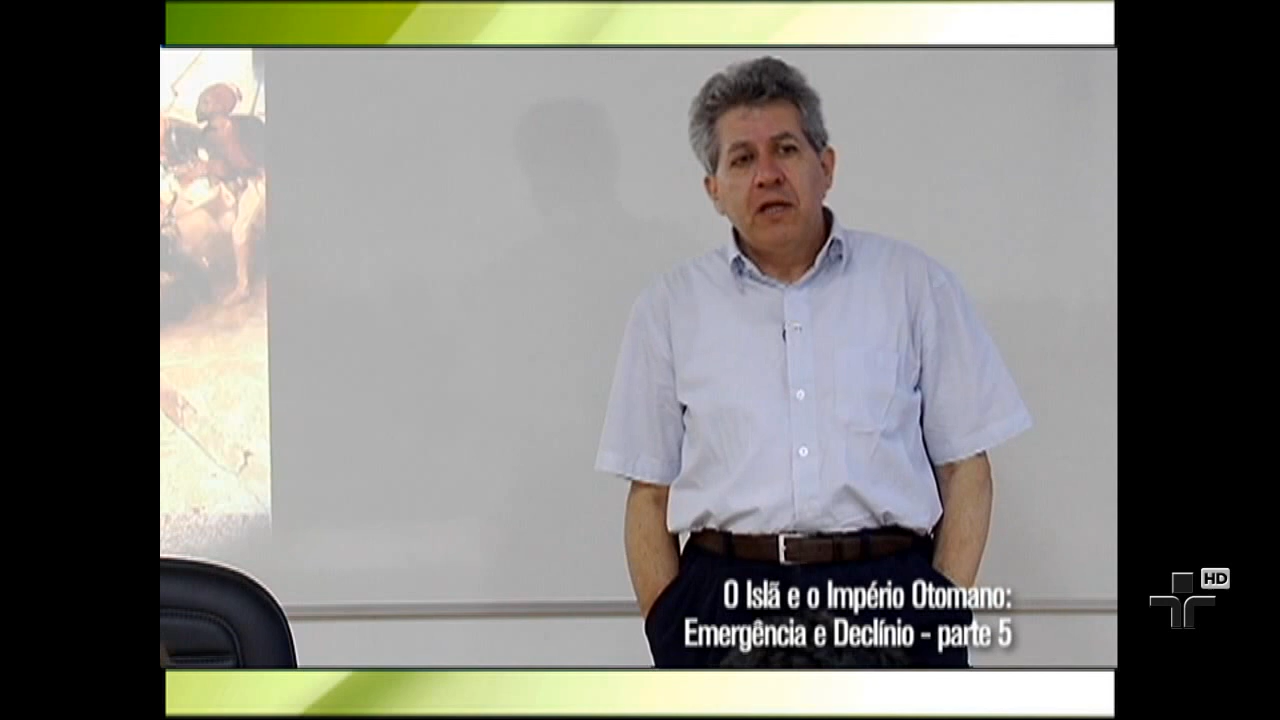 O Islã e o Império Otomano:
Emergência e Declínio - parte 5
HD